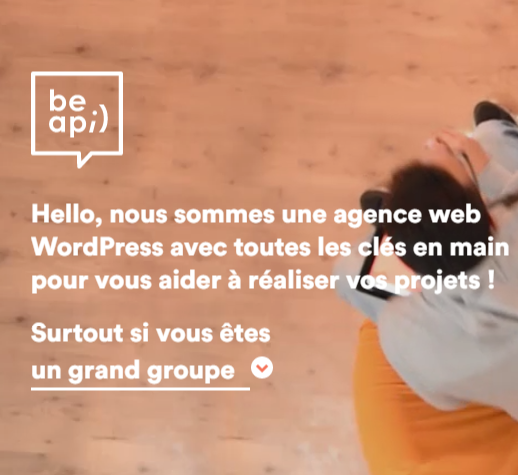 be
api)
Hello, nous sommes une agence web
WordPress avec toutes les clés en main
pour vous aider à réaliser vos projets !
Surtout si vous êtes
un grand groupe